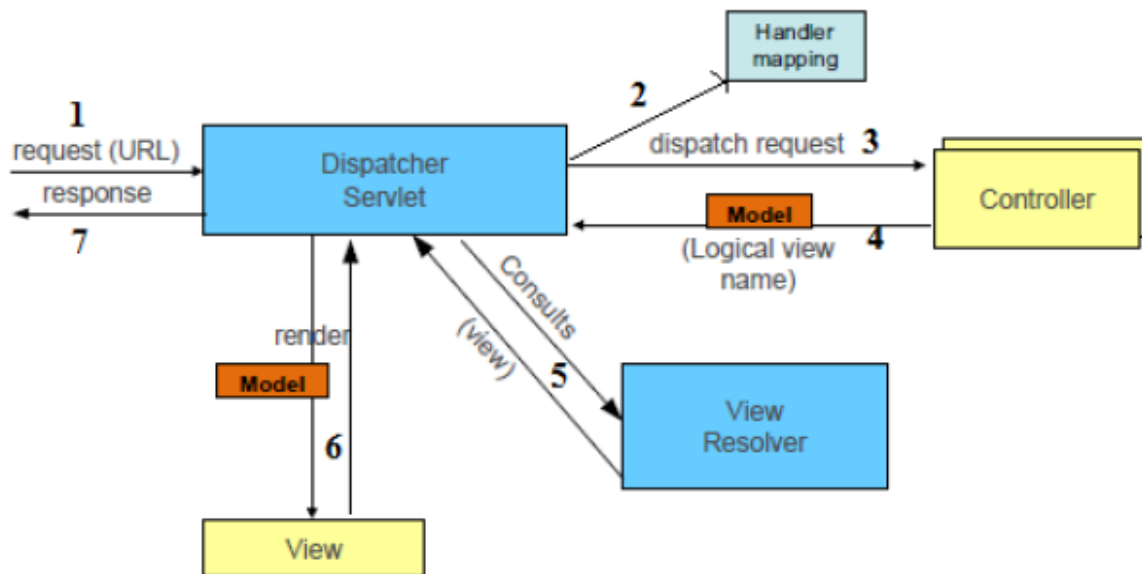 Handler
mapping
1
request (URL)
response
7
Dispatcher
Servlet
2
dispatch request 3
Controller
Model
4
(Logical view
name)
render
Model
6
Consults
(view)
5
View
Resolver
View